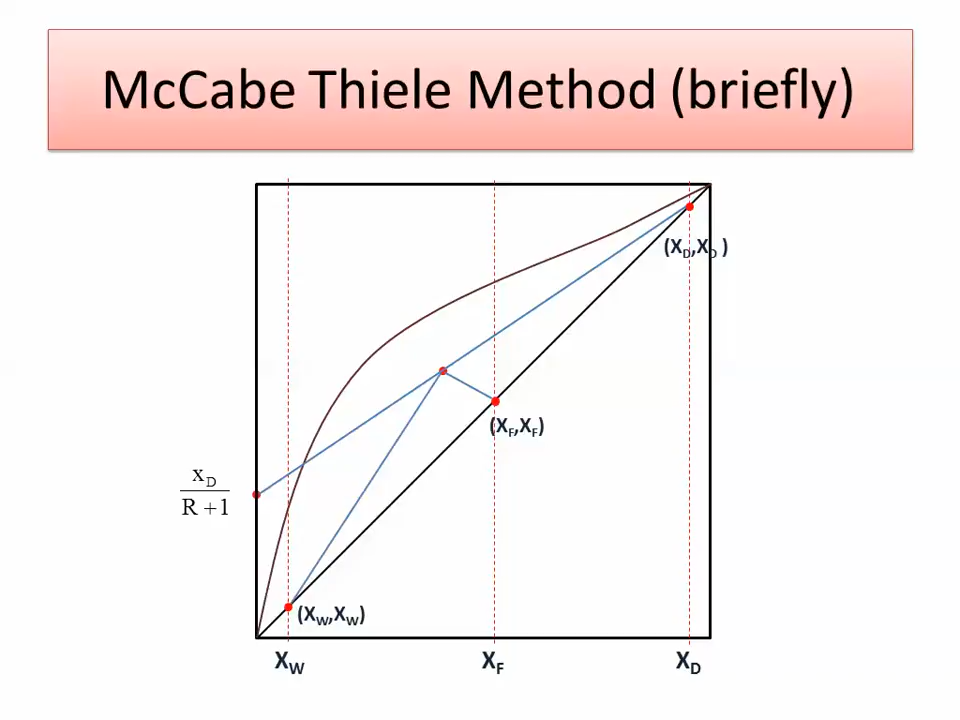 McCabe Thiele Method (briefly)
(X_D,X_D )
(X_F,X_F)
x_D
R + 1
(X_W,X_W)
X_W X_F X_D